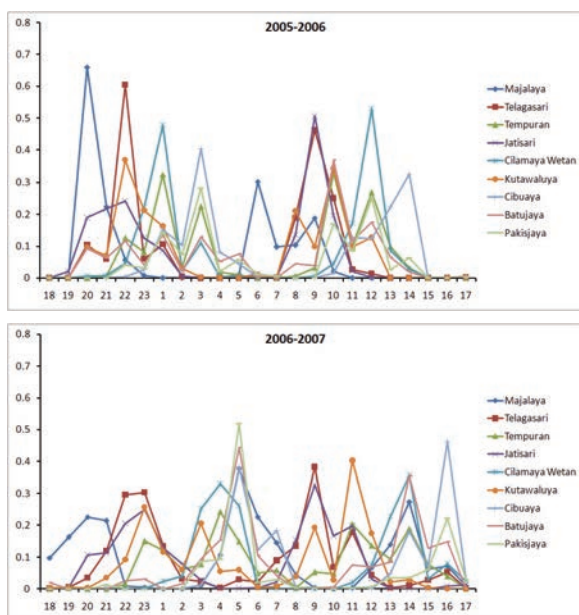 2005-2006
0.8
0.7
0.6
0.5
0.4
0.3
0.2
0.1
0
18 19 20 21 22 23 1 2 3 4 5 6 7 8 9 10 11 12 13 14 15 16 17
Majalaya
Telagasari
Tempuran
Jatisari
Cilamaya Wetan
Kutawaluya
Cibuaya
Batujaya
Pakisjaya
2006-2007
0.8
0.7
0.6
0.5
0.4
0.3
0.2
0.1
0
18 19 20 21 22 23 1 2 3 4 5 6 7 8 9 10 11 12 13 14 15 16 17
Majalaya
Telagasari
Tempuran
Jatisari
Cilamaya Wetan
Kutawaluya
Cibuaya
Batujaya
Pakisjaya